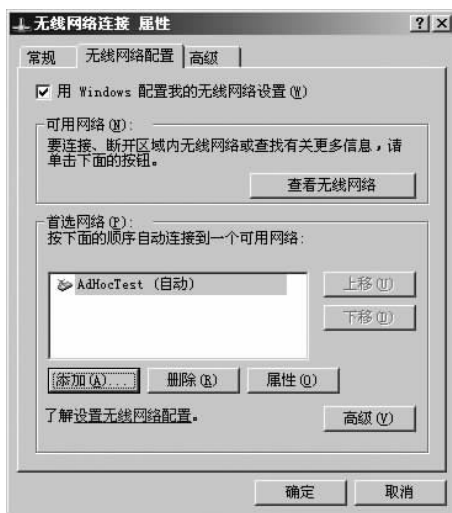 无线网络连接 属性
常规 无线网络配置 高级
用 Windows 配置我的无线网络设置(W)
可用网络(N):
要连接、断开区域内无线网络或查找有关更多信息，请
单击下面的按钮。
查看无线网络
首选网络(P):
按下面的顺序自动连接到一个可用网络:
AdHocTest (自动)
上移(U)
下移(D)
添加(A)... 删除(R) 属性(O)
了解设置无线网络配置。
高级(V)
确定 取消